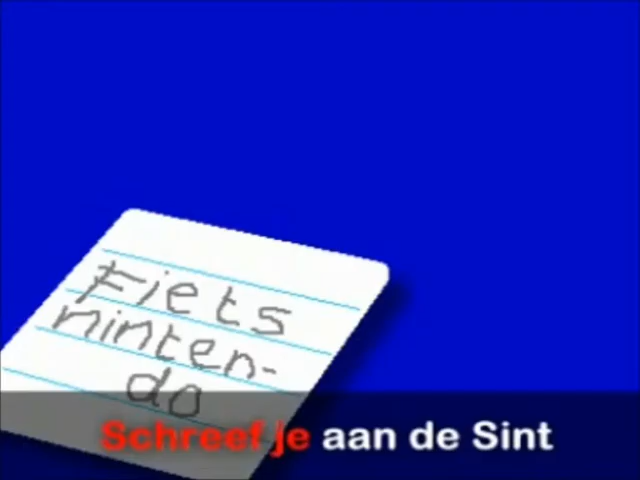 Fiets
ninten-
do
Schreef je aan de Sint